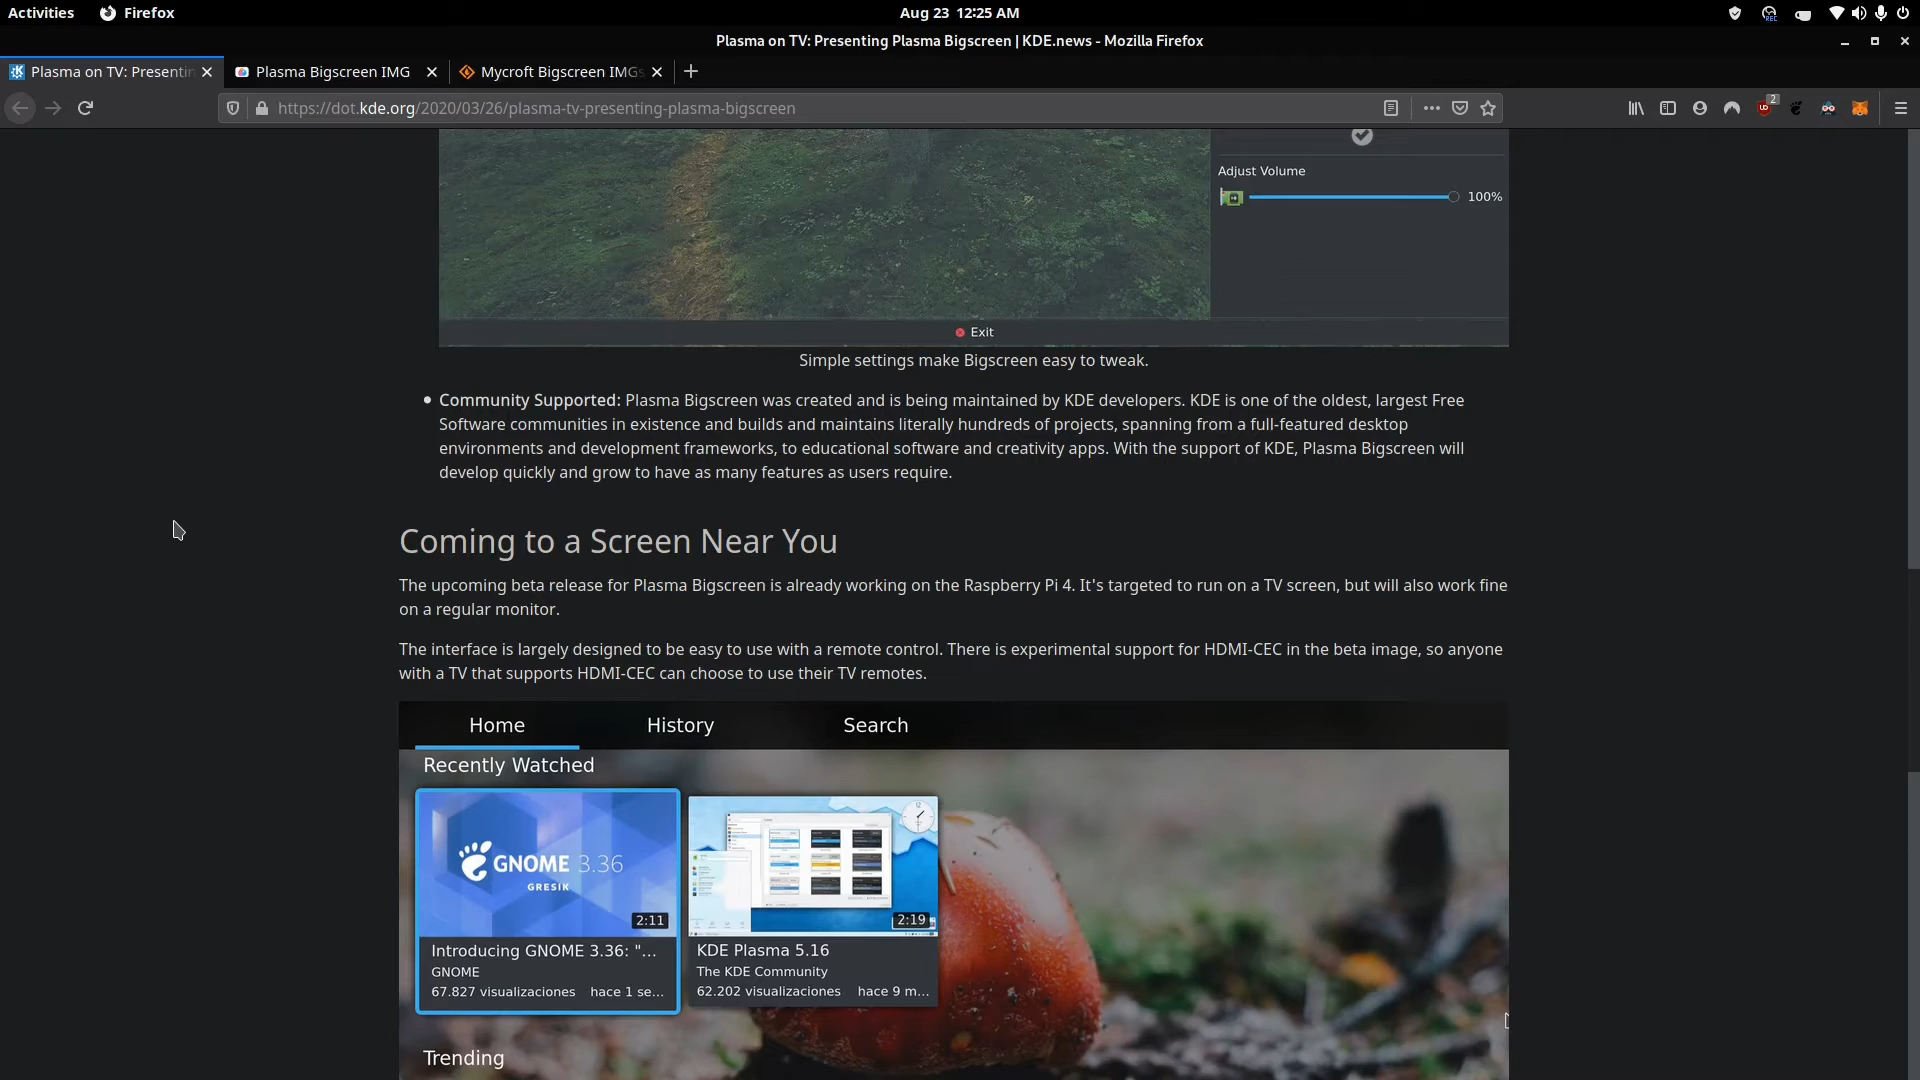 Activities Firefox Aug 23 12:25 AM
Plasma on TV: Presenting Plasma Bigscreen | KDE.news - Mozilla Firefox
Plasma on TV: Presentin Plasma Bigscreen IMG Mycroft Bigscreen IMGs
https://dot.kde.org/2020/03/26/plasma-tv-presenting-plasma-bigscreen 2
Adjust Volume
100%
Exit
Simple settings make Bigscreen easy to tweak.
• Community Supported: Plasma Bigscreen was created and is being maintained by KDE developers. KDE is one of the oldest, largest Free
Software communities in existence and builds and maintains literally hundreds of projects, spanning from a full-featured desktop
environments and development frameworks, to educational software and creativity apps. With the support of KDE, Plasma Bigscreen will
develop quickly and grow to have as many features as users require.
Coming to a Screen Near You
The upcoming beta release for Plasma Bigscreen is already working on the Raspberry Pi 4. It's targeted to run on a TV screen, but will also work fine
on a regular monitor.
The interface is largely designed to be easy to use with a remote control. There is experimental support for HDMI-CEC in the beta image, so anyone
with a TV that supports HDMI-CEC can choose to use their TV remotes.
Home History Search
Recently Watched
GNOME 3.36
GRESIK
2:11 2:19
Introducing GNOME 3.36: "... KDE Plasma 5.16
GNOME The KDE Community
67.827 visualizaciones hace 1 se... 62.202 visualizaciones hace 9 m...
Trending